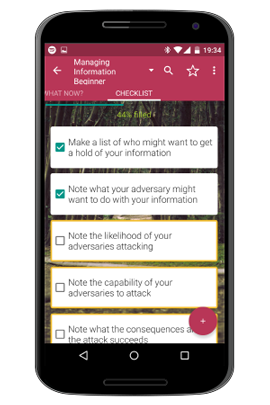 19:34
Managing
Information
Beginner
WHAT NOW?
CHECKLIST
44% filled
Make a list of who might want to get
a hold of your information
Note what your adversary might
want to do with your information
Note the likelihood of your
adversaries attacking
Note the capability of your
adversaries to attack
Note what the consequences
the attack succeeds
+